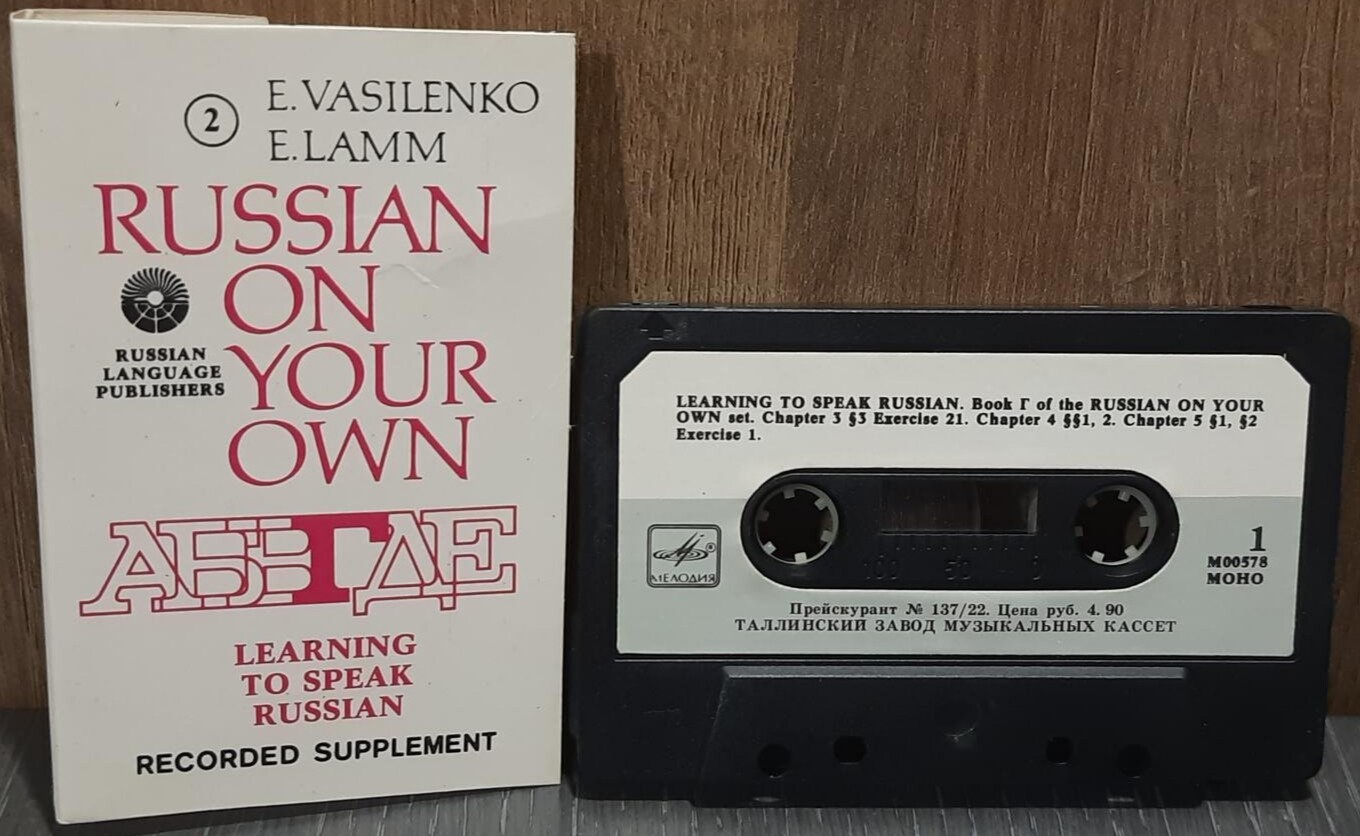 2
E. VASILENKO
E. LAMM
RUSSIAN
ON
YOUR
OWN
RUSSIAN
LANGUAGE
PUBLISHERS
АБВГДЕ
LEARNING
TO SPEAK
RUSSIAN
RECORDED SUPPLEMENT
LEARNING TO SPEAK RUSSIAN. Book Г of the RUSSIAN ON YOUR
OWN set. Chapter 3 §3 Exercise 21. Chapter 4 §§1, 2. Chapter 5 §1, §2
Exercise 1.
МЕЛОДИЯ
100 50 0
1
М00578
МОНО
Прейскурант № 137/22. Цена руб. 4. 90
ТАЛЛИНСКИЙ ЗАВОД МУЗЫКАЛЬНЫХ КАССЕТ